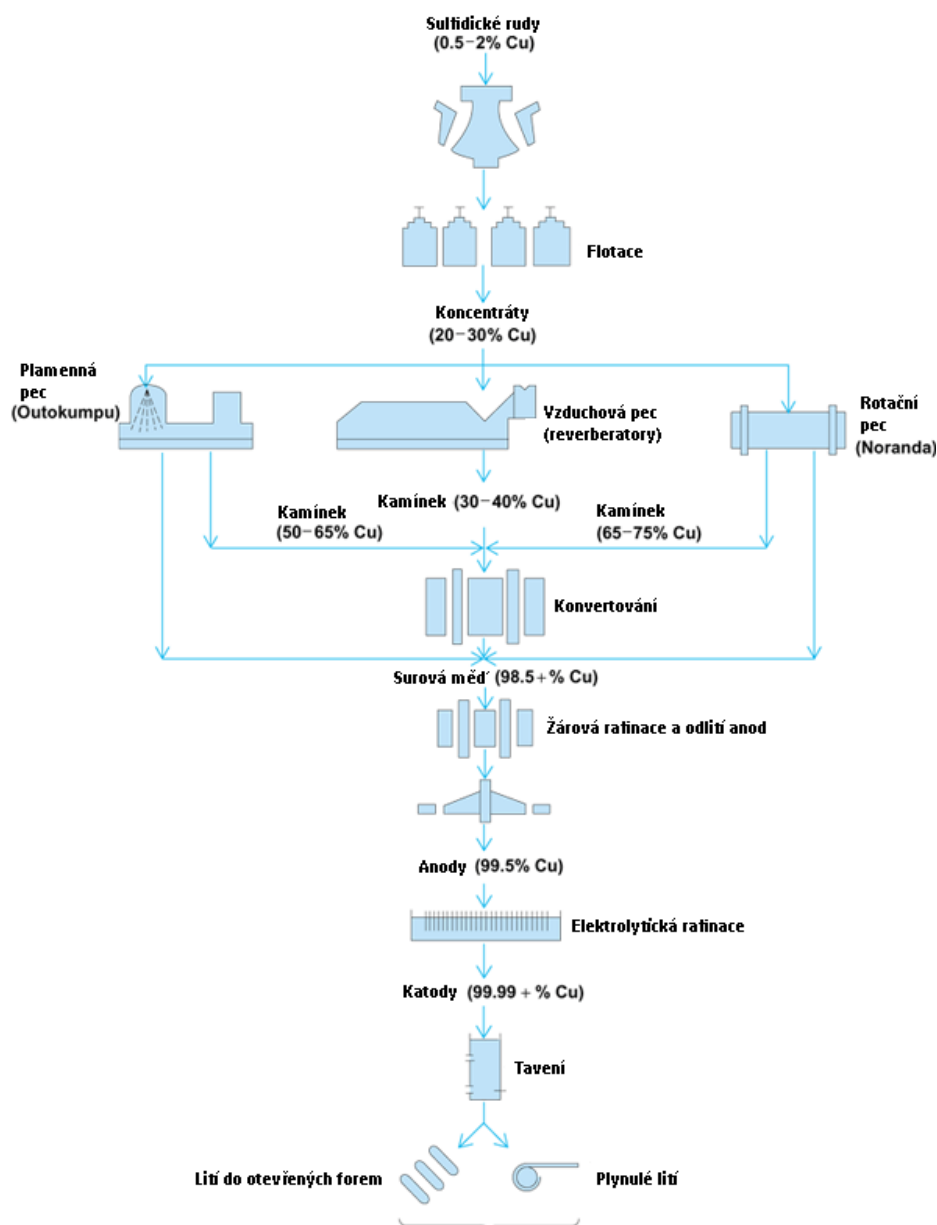 Sulfidické rudy
(0.5–2% Cu)
Flotace
Koncentráty
(20–30% Cu)
Plamenná
pec
(Outokumpu)
Vzduchová pec
(reverberatory)
Rotační
pec
(Noranda)
Kamínek (30–40% Cu)
Kamínek
(50–65% Cu)
Kamínek
(65–75% Cu)
Konvertování
Surová měď (98.5+% Cu)
Žárová rafinace a odlití anod
Anody (99.5% Cu)
Elektrolytická rafinace
Katody (99.99 + % Cu)
Tavení
Lití do otevřených forem
Plynulé lití